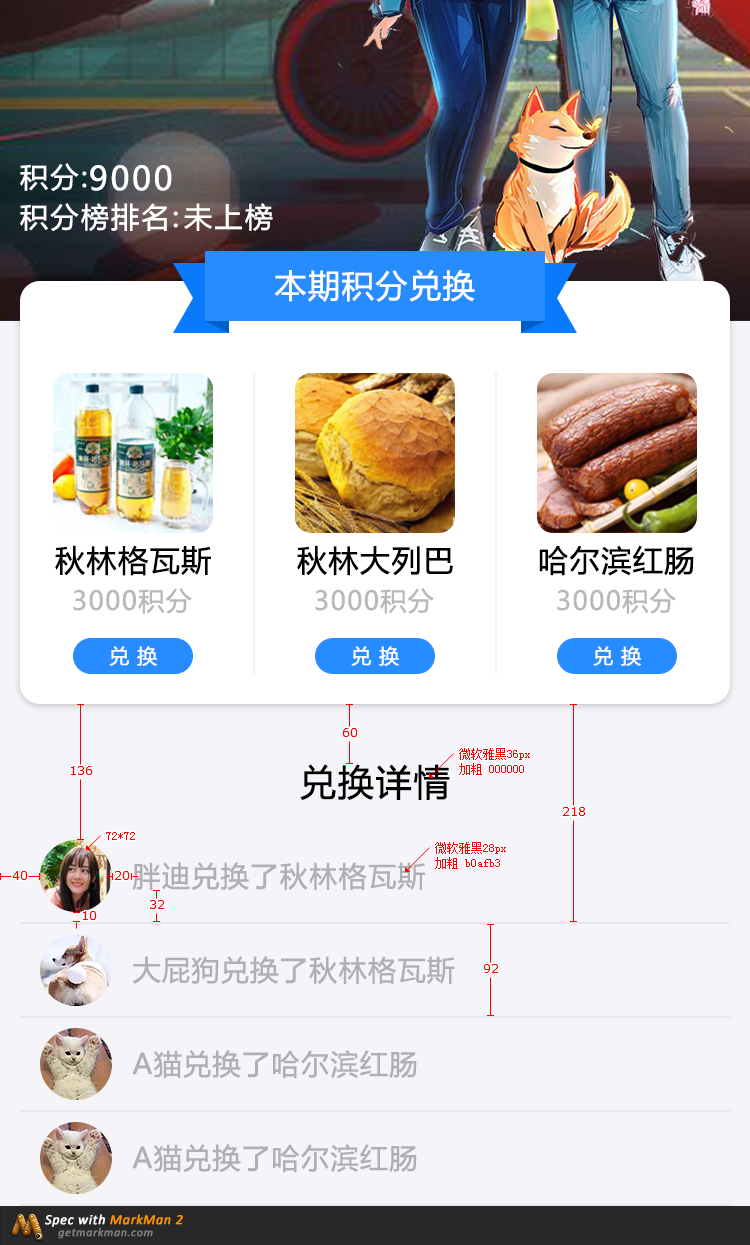 积分:9000
积分榜排名:未上榜
本期积分兑换
秋林格瓦斯
秋林大列巴
哈尔滨红肠
3000积分
3000积分
3000积分
兑 换
兑 换
兑 换
60
136
微软雅黑36px
加粗 000000
兑换详情
218
72*72
微软雅黑28px
加粗 b0afb3
40
20
胖迪兑换了秋林格瓦斯
32
10
大屁狗兑换了秋林格瓦斯
92
A猫兑换了哈尔滨红肠
A猫兑换了哈尔滨红肠
Spec with MarkMan 2
getmarkman.com